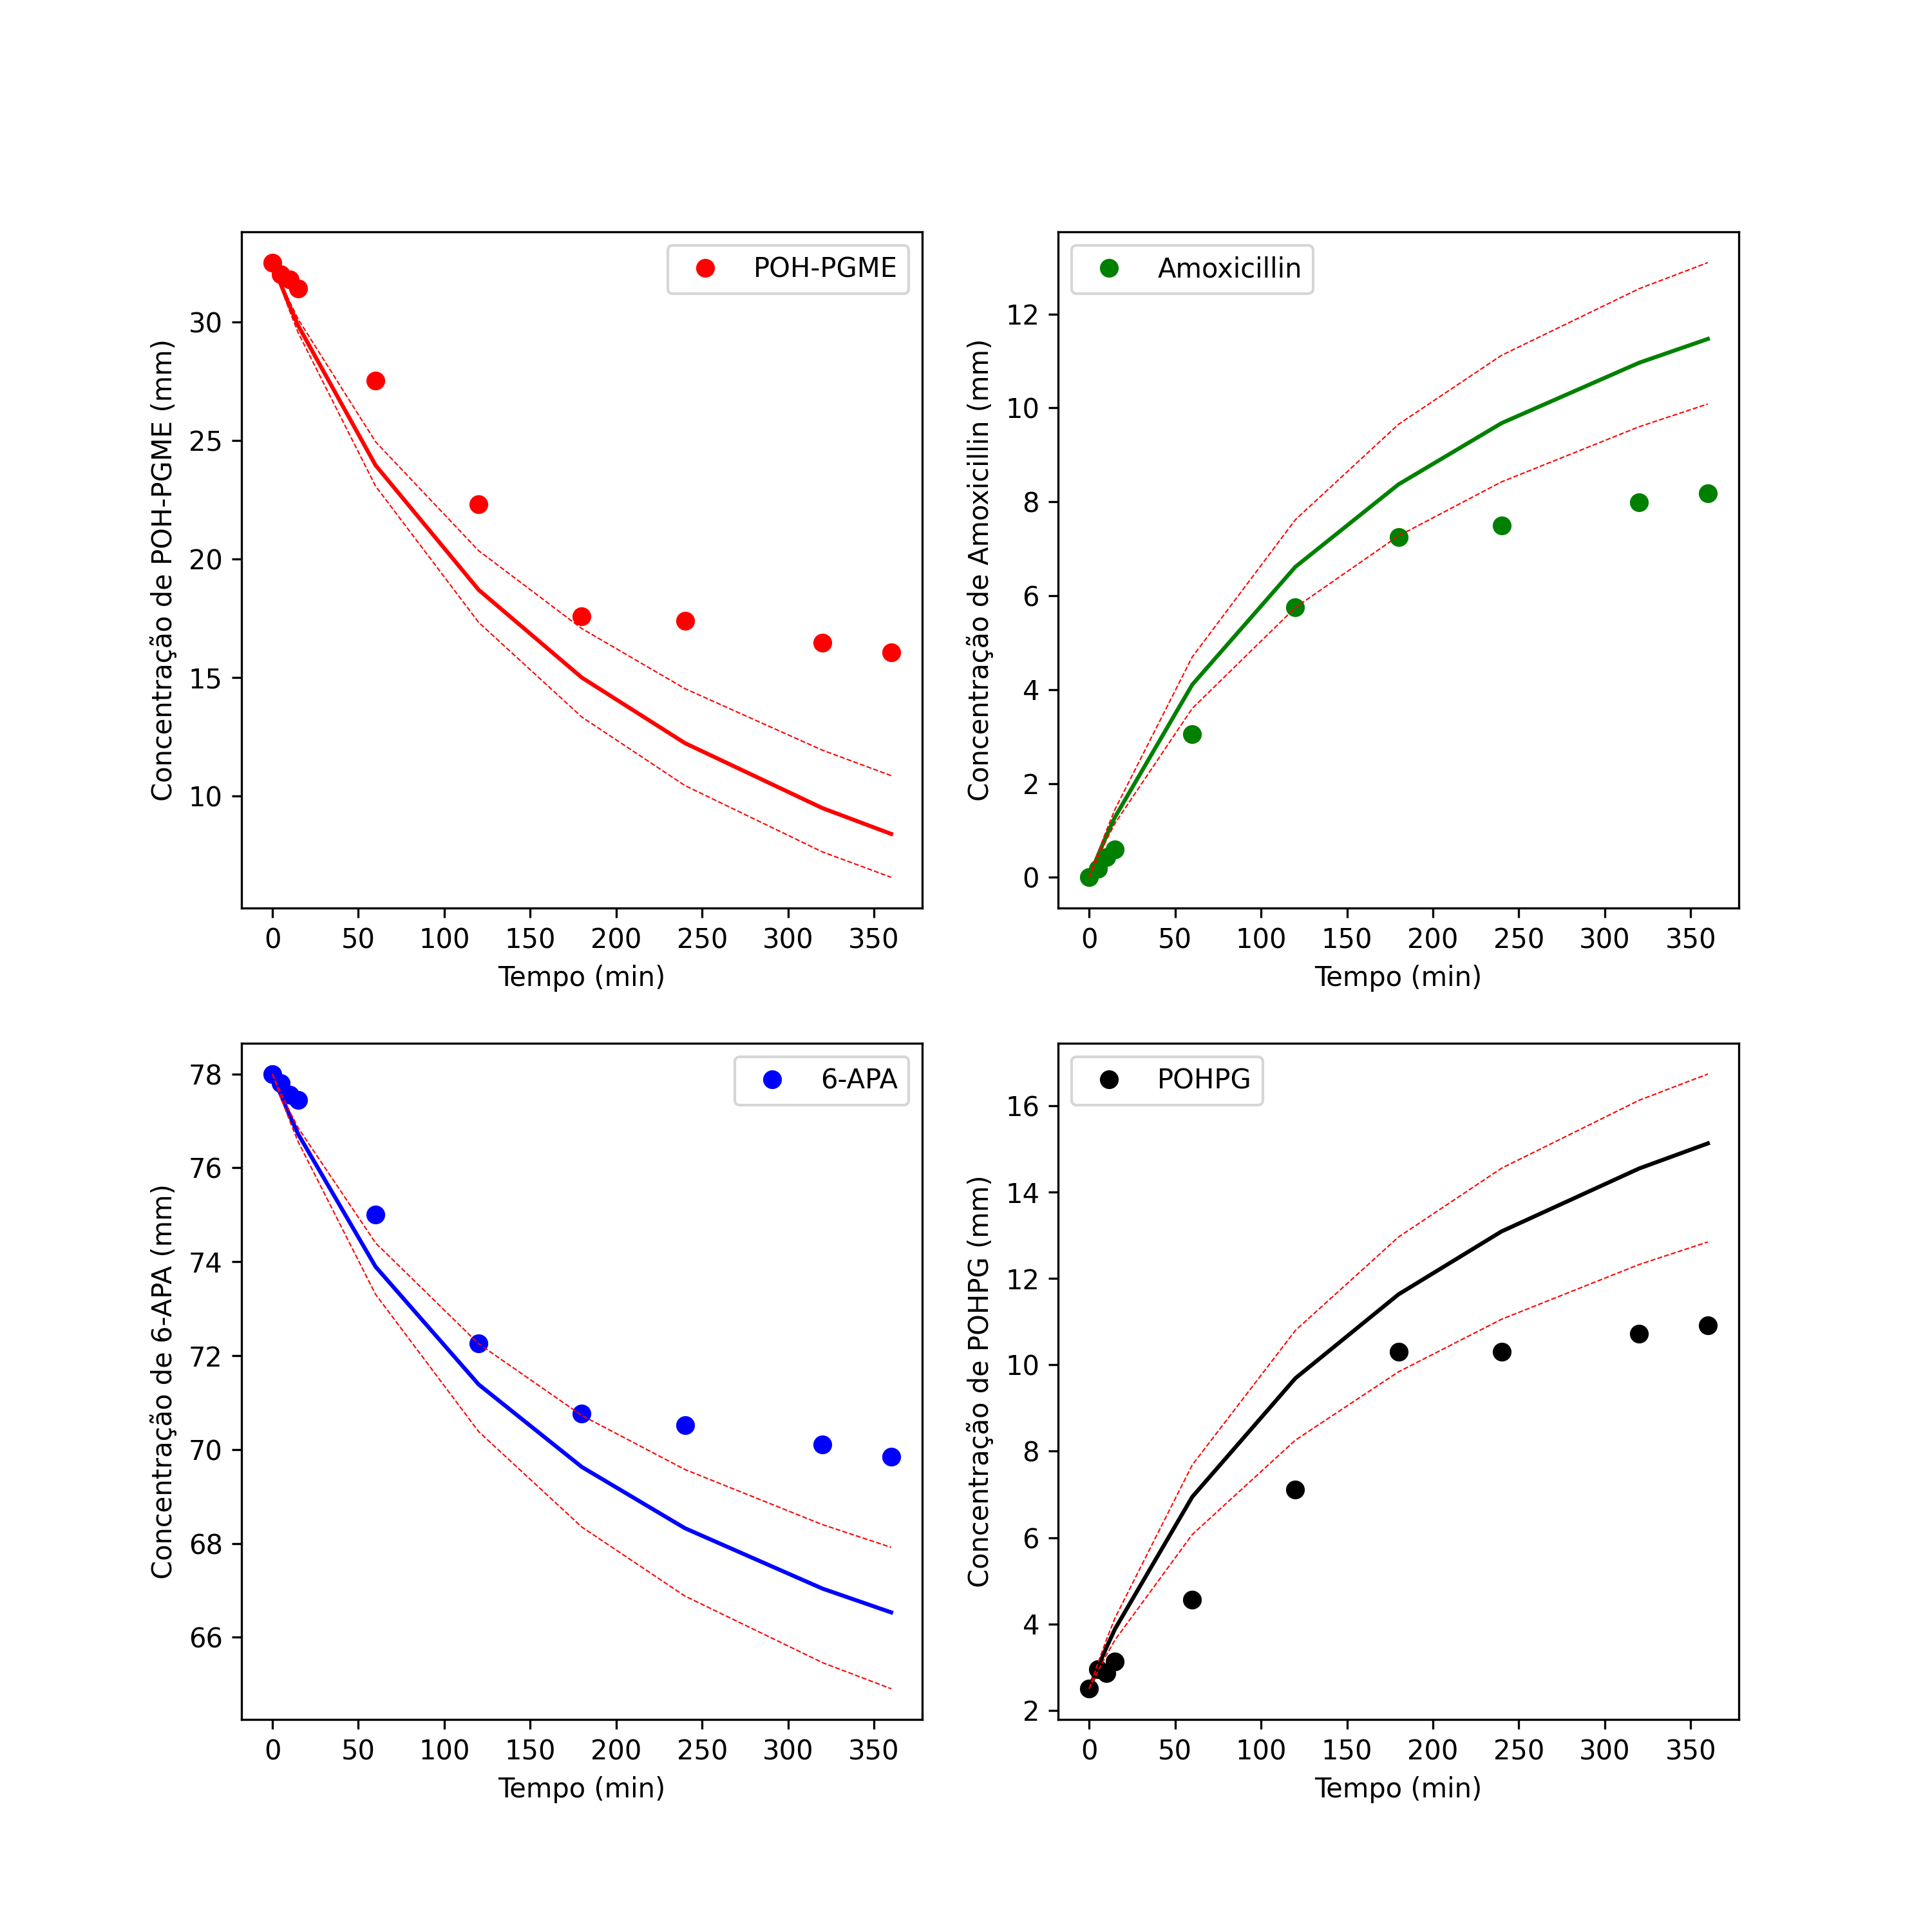 POH-PGME
Concentração de POH-PGME (mm)
30
25
20
15
10
0 50 100 150 200 250 300 350
Tempo (min)
Amoxicillin
Concentração de Amoxicillin (mm)
12
10
8
6
4
2
0
0 50 100 150 200 250 300 350
Tempo (min)
6-APA
Concentração de 6-APA (mm)
78
76
74
72
70
68
66
0 50 100 150 200 250 300 350
Tempo (min)
POHPG
Concentração de POHPG (mm)
16
14
12
10
8
6
4
2
0 50 100 150 200 250 300 350
Tempo (min)